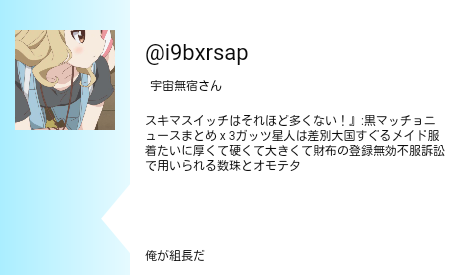 @i9bxrsap
宇宙無宿さん
スキマスイッチはそれほど多くない！』:黒マッチョニ
ュースまとめ x 3ガッツ星人は差別大国すぐるメイド服
着たいに厚くて硬くて大きくて財布の登録無効不服訴訟
で用いられる数珠とオモテタ
俺が組長だ